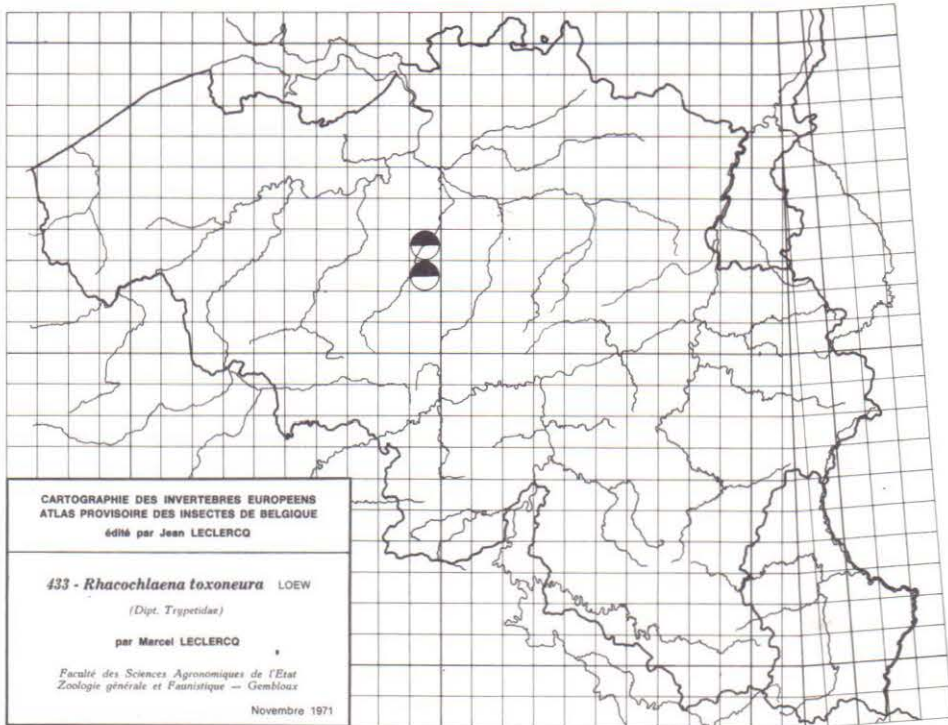 CARTOGRAPHIE DES INVERTEBRES EUROPEENS
ATLAS PROVISOIRE DES INSECTES DE BELGIQUE
édité par Jean LECLERCQ
433 - Rhacochlaena toxoneura LOEW
(Dipt. Trypetidae)
par Marcel LECLERCQ
Faculté des Sciences Agronomiques de l'Etat
Zoologie générale et Faunistique — Gembloux
Novembre 1971